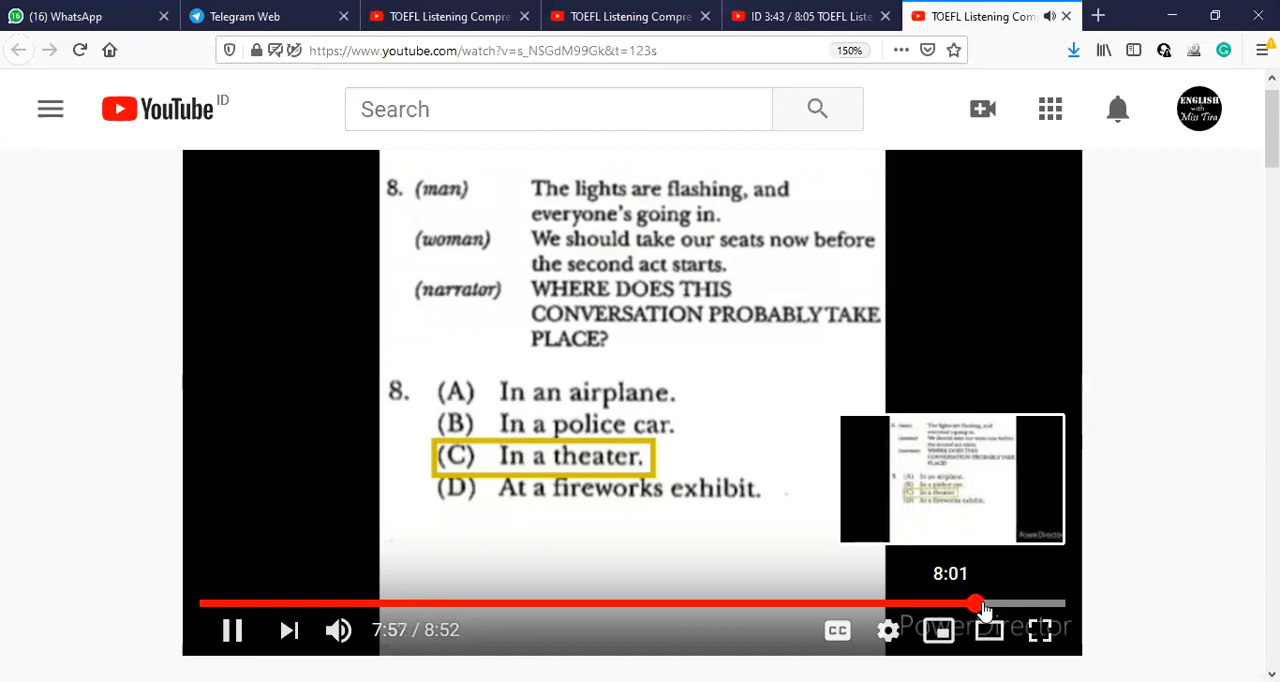 (16) WhatsApp
Telegram Web
TOEFL Listening Compre
TOEFL Listening Compre
ID 3:43 / 8:05 TOEFL Liste
TOEFL Listening Com
https://www.youtube.com/watch?v=s_NSGdM99Gk&t=123s
150%
YouTube ID
Search
ENGLISH
with
Miss Tira
8. (man) The lights are flashing, and
everyone's going in.
(woman) We should take our seats now before
the second act starts.
(narrator) WHERE DOES THIS
CONVERSATION PROBABLY TAKE
PLACE?
8. (A) In an airplane.
(B) In a police car.
(C) In a theater.
(D) At a fireworks exhibit.
8:01
7:57 / 8:52
CC
PowerDirector